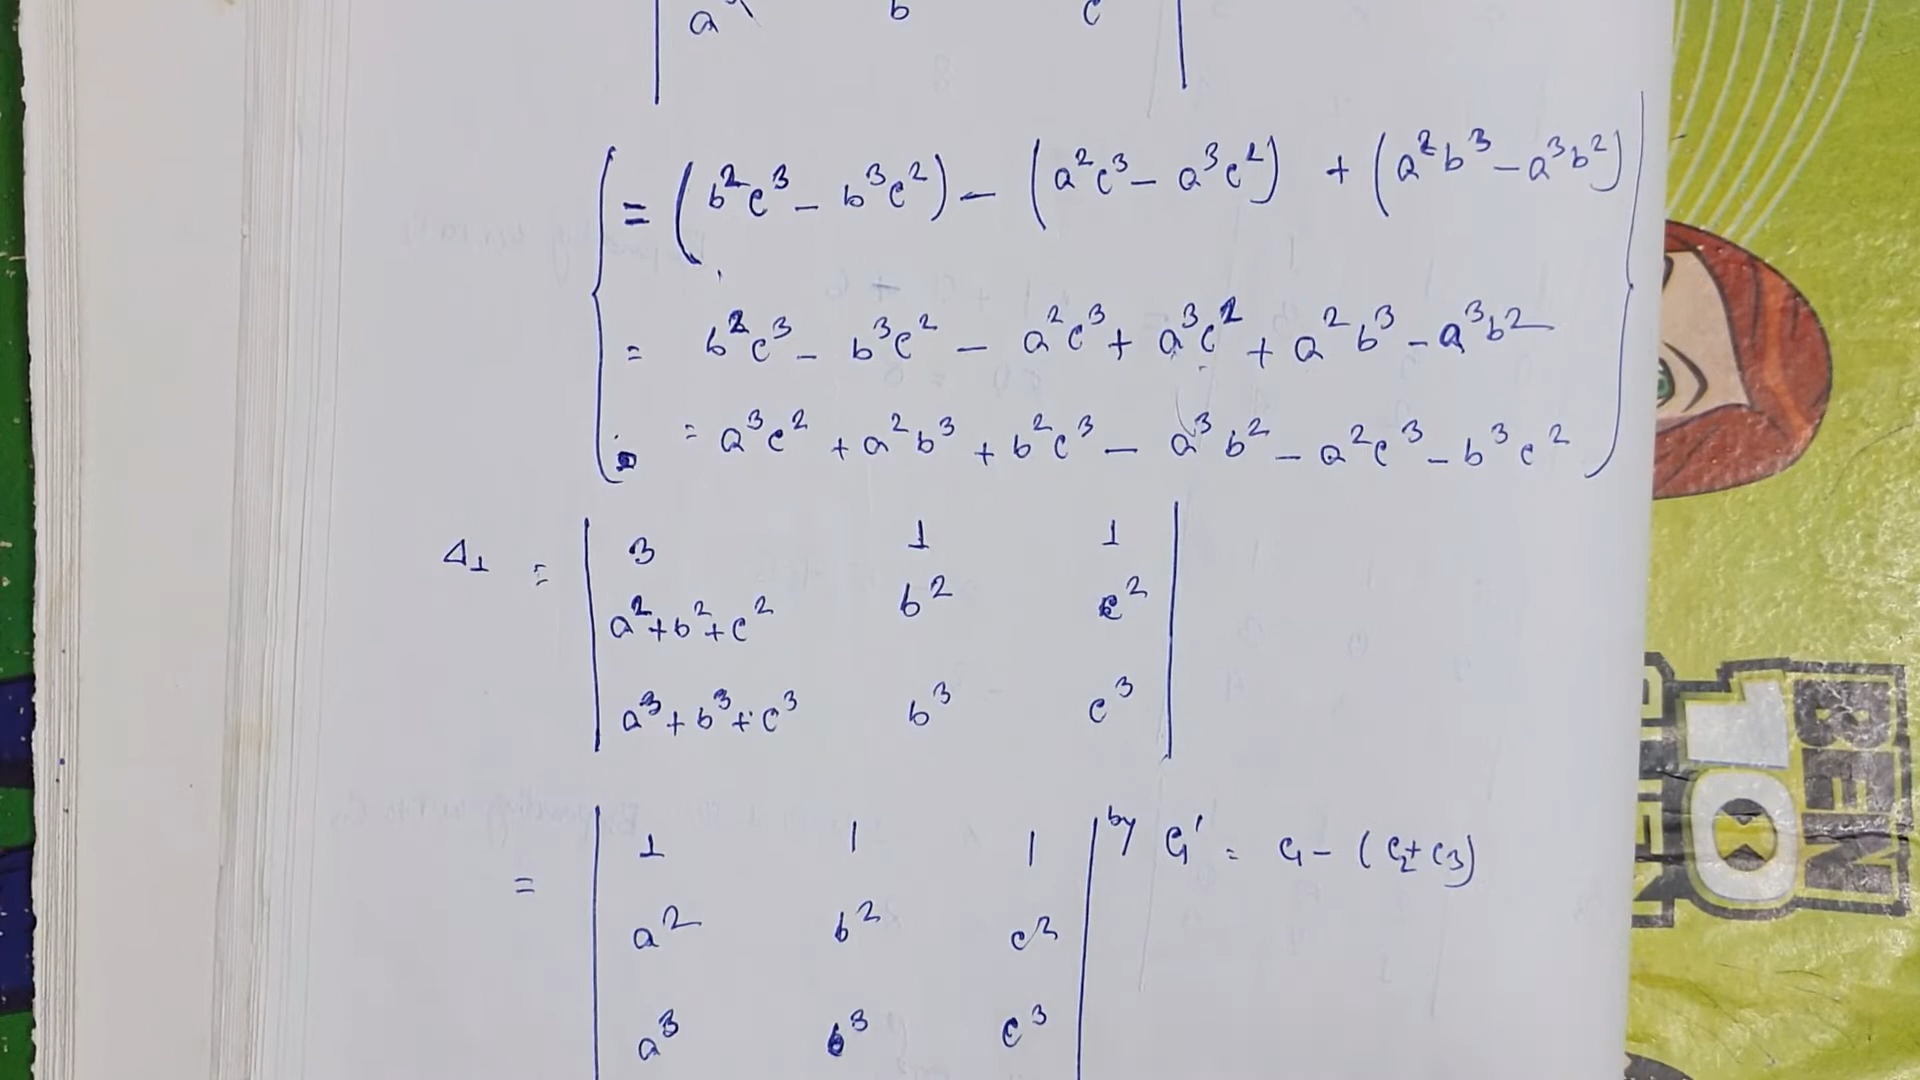 a b c
= (b²c³ - b³c²) - (a²c³ - a³c²) + (a²b³ - a³b²)
= b²c³ - b³c² - a²c³ + a³c² + a²b³ - a³b²
= a³c² + a²b³ + b²c³ - a³b² - a²c³ - b³c²
Δ₁ = | 3 1 1 |
| a²+b²+c² b² c² |
| a³+b³+c³ b³ c³ |
= | 1 1 1 | by C₁' = C₁ - (C₂+C₃)
| a² b² c² |
| a³ b³ c³ |
BEN
10